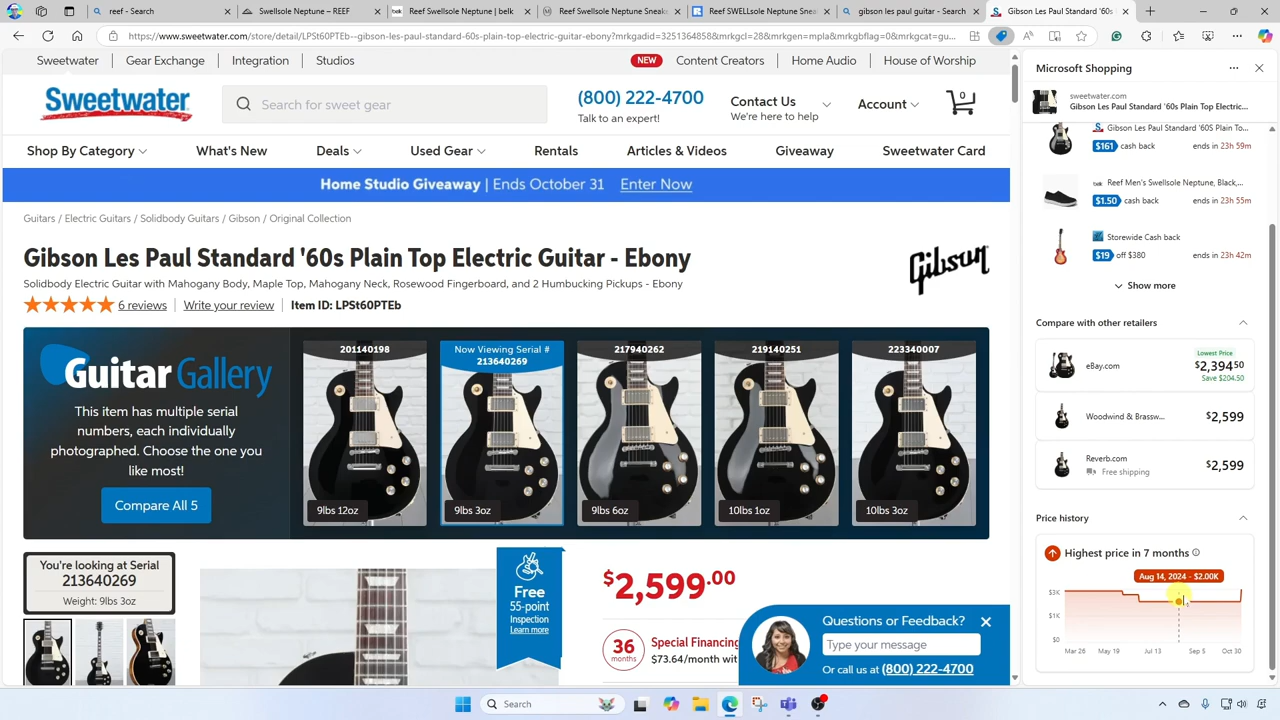 reef - Search
Swellsole Neptune – REEF
Reef Swellsole Neptune | belk
Reef Swellsole Neptune Sneak
REEF SWELLsole Neptune Snea
gibson les paul guitar - Search
Gibson Les Paul Standard '60s
https://www.sweetwater.com/store/detail/LPSt60PTEb--gibson-les-paul-standard-60s-plain-top-electric-guitar-ebony?mrkgadid=3251364858&mrkgcl=28&mrkgen=mpla&mrkgbflag=0&mrkgcat=gu...
Sweetwater
Gear Exchange
Integration
Studios
NEW
Content Creators
Home Audio
House of Worship
Sweetwater
Music Instruments & Pro Audio
Search for sweet gear
(800) 222-4700
Talk to an expert!
Contact Us
We're here to help
Account
0
Shop By Category
What's New
Deals
Used Gear
Rentals
Articles & Videos
Giveaway
Sweetwater Card
Home Studio Giveaway | Ends October 31 Enter Now
Guitars / Electric Guitars / Solidbody Guitars / Gibson / Original Collection
Gibson Les Paul Standard '60s Plain Top Electric Guitar - Ebony
Gibson
Solidbody Electric Guitar with Mahogany Body, Maple Top, Mahogany Neck, Rosewood Fingerboard, and 2 Humbucking Pickups - Ebony
6 reviews
Write your review
Item ID: LPSt60PTEb
Guitar Gallery
This item has multiple serial
numbers, each individually
photographed. Choose the one you
like most!
Compare All 5
201140198
9lbs 12oz
Now Viewing Serial #
213640269
9lbs 3oz
217940262
9lbs 6oz
219140251
10lbs 1oz
223340007
10lbs 3oz
You're looking at Serial
213640269
Weight: 9lbs 3oz
Free
55-point
Inspection
Learn more
$2,599.00
36
months
Special Financing
$73.64/month wit
Questions or Feedback?
Type your message
Or call us at (800) 222-4700
Microsoft Shopping
sweetwater.com
Gibson Les Paul Standard '60s Plain Top Electric...
Gibson Les Paul Standard '60S Plain To...
$161 cash back
ends in 23h 59m
belk
Reef Men's Swellsole Neptune, Black,...
$1.50 cash back
ends in 23h 55m
Storewide Cash back
$19 off $380
ends in 23h 42m
Show more
Compare with other retailers
eBay.com
Lowest Price
$2,394.50
Save $204.50
Woodwind & Brassw...
$2,599
Reverb.com
Free shipping
$2,599
Price history
Highest price in 7 months
Aug 14, 2024 - $2.00K
$3K
$1K
$0
Mar 26
May 19
Jul 13
Sep 5
Oct 30
Search